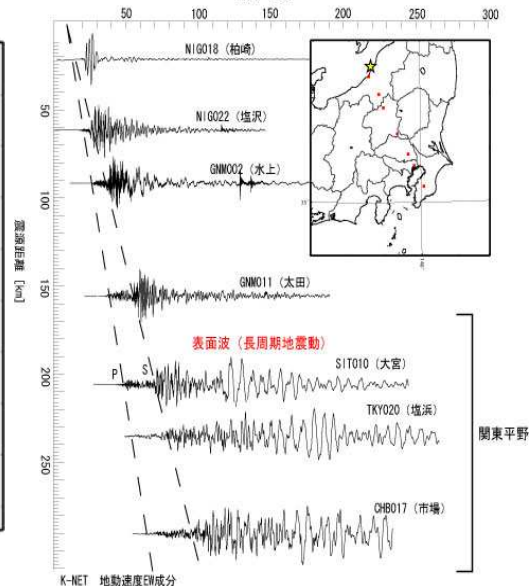 50 100 150 200 250 300
NIG018 (柏崎)
50
NIG022 (塩沢)
GNM002 (水上)
100
震源距離 [km]
GNM011 (太田)
150
表面波 (長周期地震動)
P S
SIT010 (大宮)
200
TKY020 (塩浜)
関東平野
250
CHB017 (市場)
K-NET 地動速度EW成分